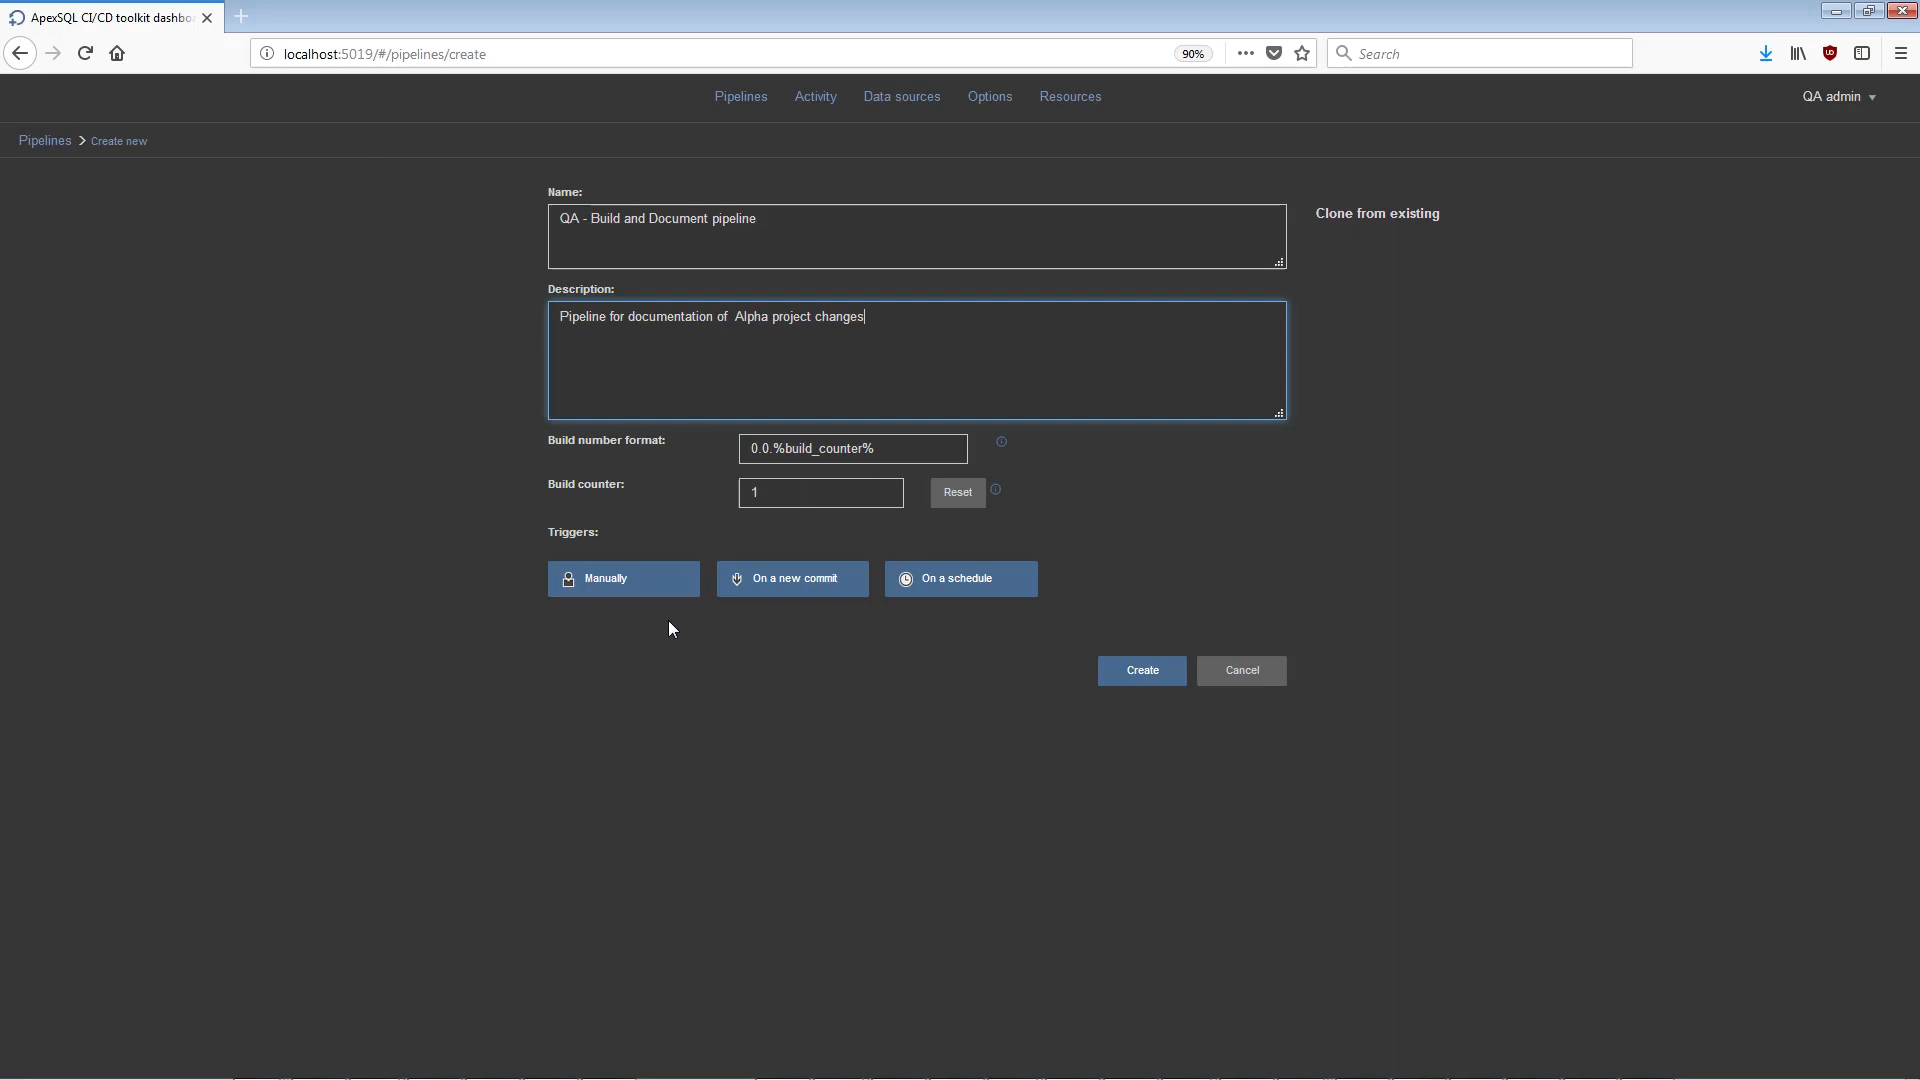 ApexSQL CI/CD toolkit dashbo
localhost:5019/#/pipelines/create
90%
Search
Pipelines
Activity
Data sources
Options
Resources
QA admin
Pipelines
Create new
Name:
QA - Build and Document pipeline
Clone from existing
Description:
Pipeline for documentation of  Alpha project changes
Build number format:
0.0.%build_counter%
Build counter:
1
Reset
Triggers:
Manually
On a new commit
On a schedule
Create
Cancel